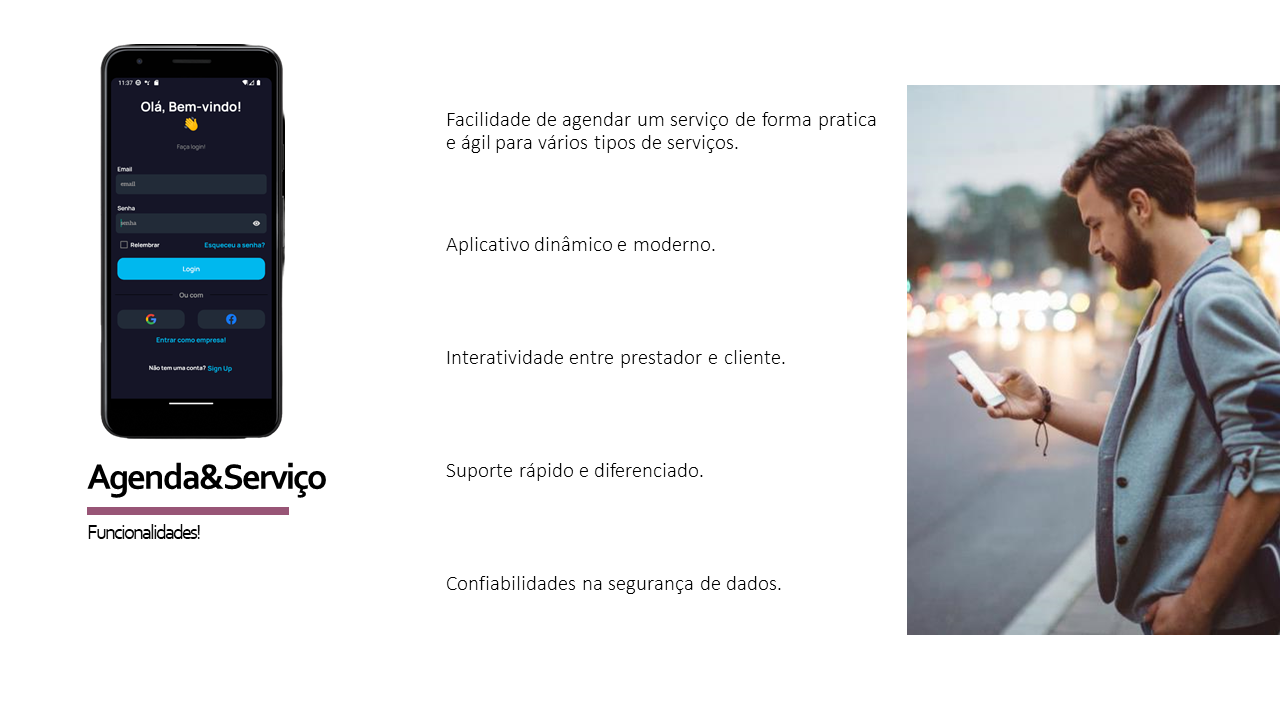 11:37
Olá, Bem-vindo!
👋
Faça login!
Email
email
Senha
senha
Relembrar Esqueceu a senha?
Login
Ou com
Entrar como empresa!
Não tem uma conta? Sign Up
Agenda&Serviço
Funcionalidades!
Facilidade de agendar um serviço de forma pratica
e ágil para vários tipos de serviços.
Aplicativo dinâmico e moderno.
Interatividade entre prestador e cliente.
Suporte rápido e diferenciado.
Confiabilidades na segurança de dados.